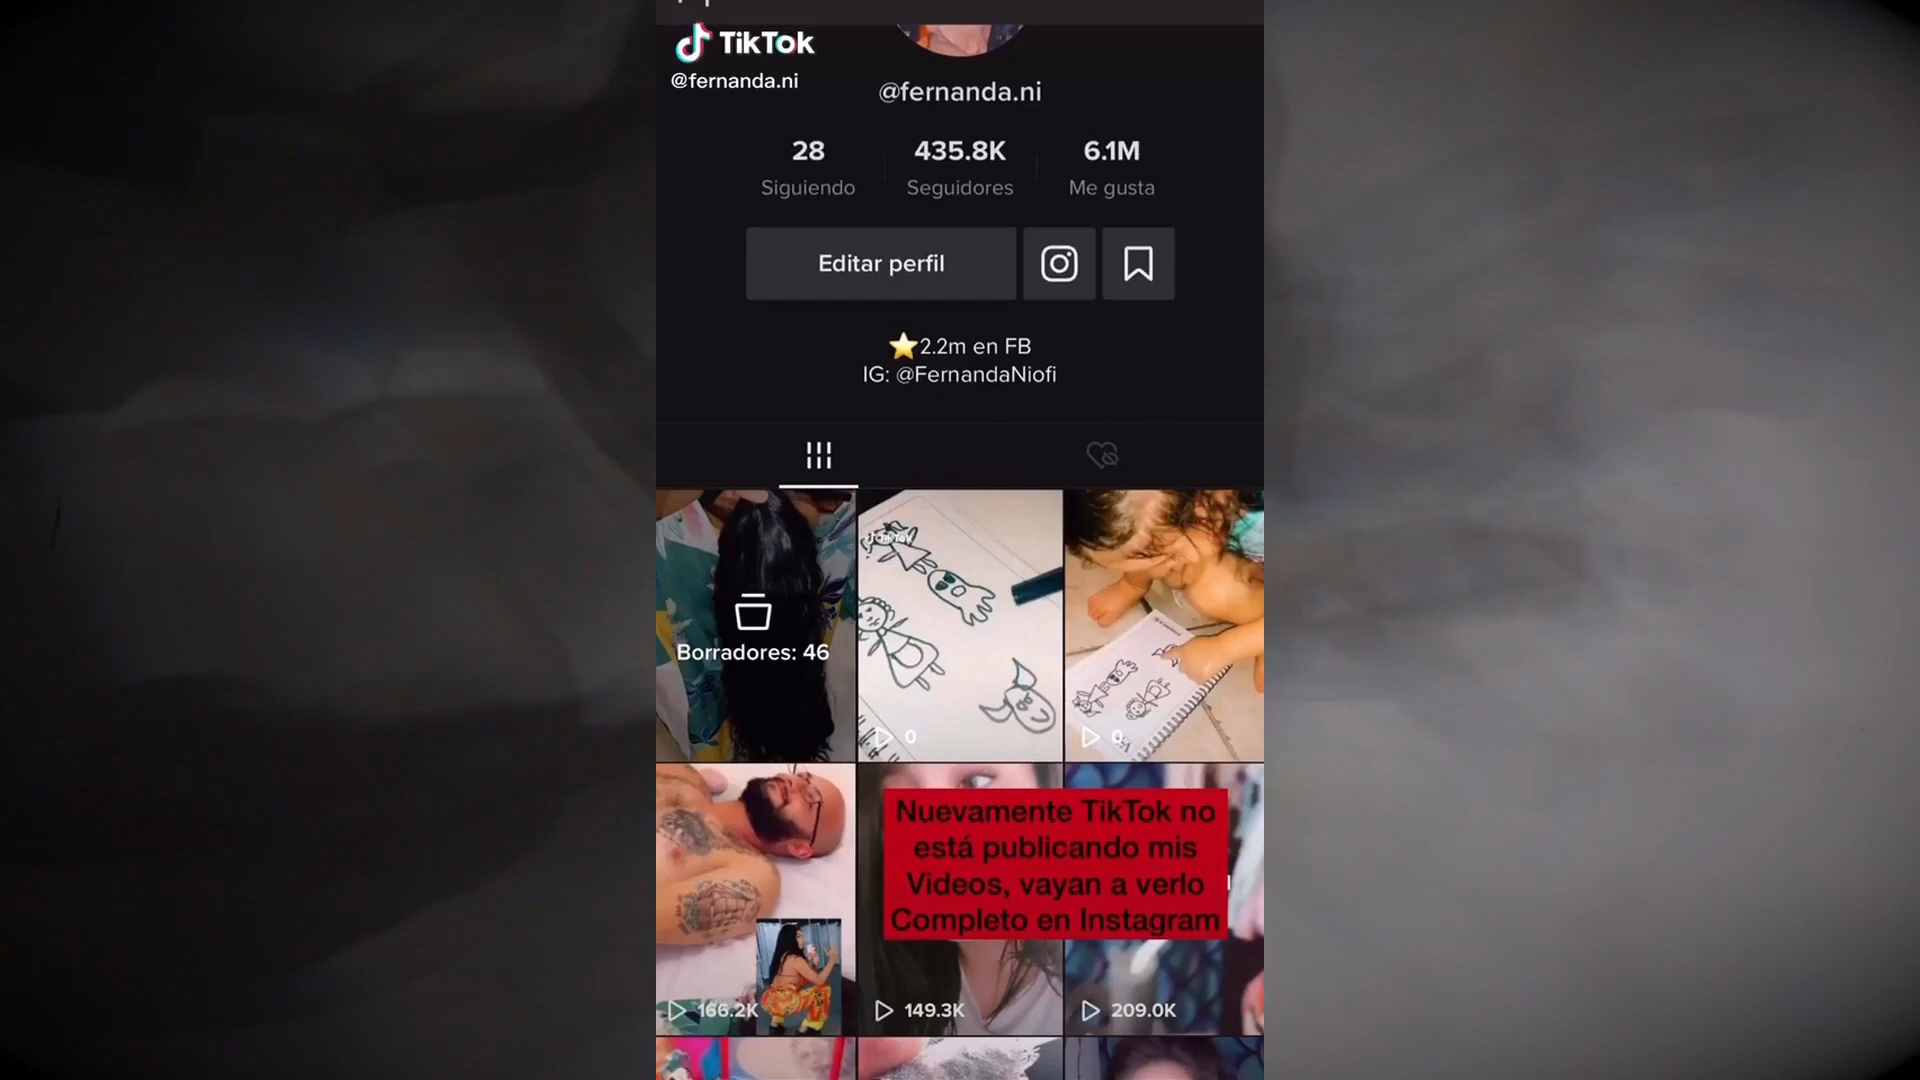 TikTok
@fernanda.ni
@fernanda.ni
28
435.8K
6.1M
Siguiendo
Seguidores
Me gusta
Editar perfil
⭐2.2m en FB
IG: @FernandaNiofi
Borradores: 46
TikTok
0
0
Nuevamente TikTok no
está publicando mis
Videos, vayan a verlo
Completo en Instagram
166.2K
149.3K
209.0K